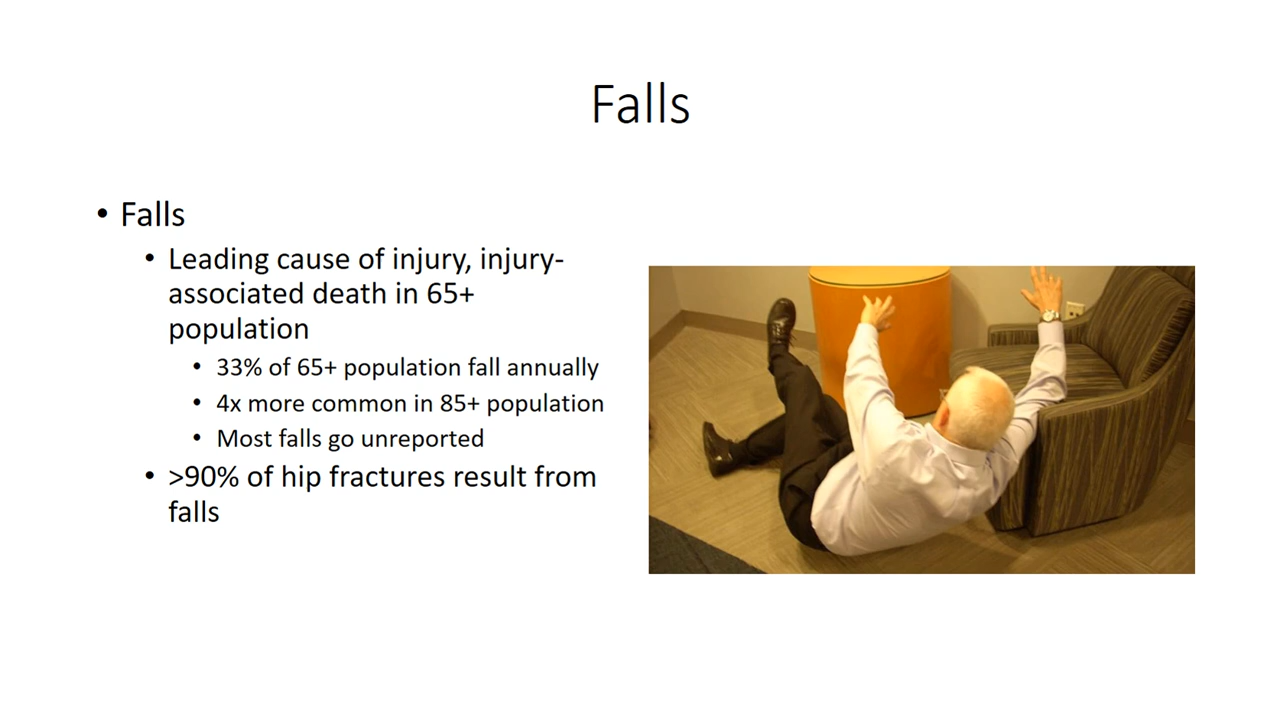 Falls
• Falls
• Leading cause of injury, injury-
associated death in 65+
population
• 33% of 65+ population fall annually
• 4x more common in 85+ population
• Most falls go unreported
• >90% of hip fractures result from
falls